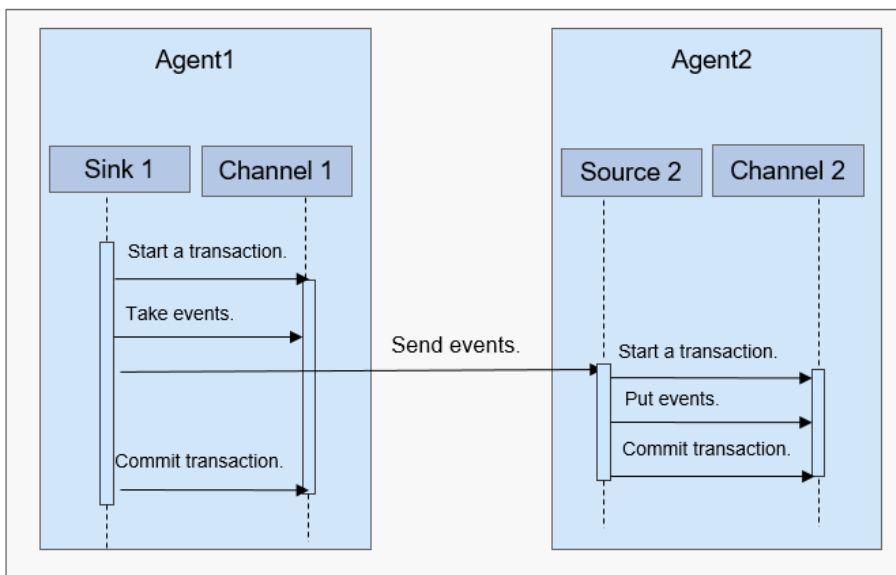 Agent1
Agent2
Sink 1
Channel 1
Source 2
Channel 2
Start a transaction.
Take events.
Send events.
Start a transaction.
Put events.
Commit transaction.
Commit transaction.